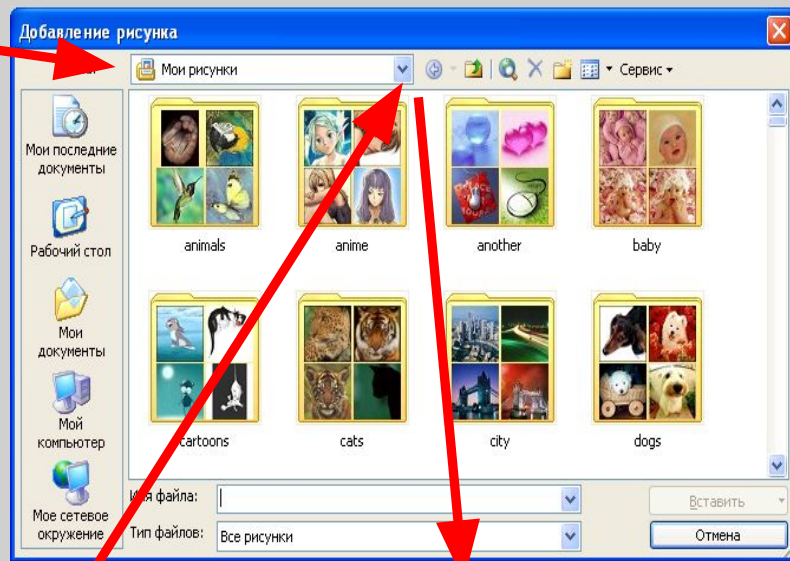 Добавление рисунка
Мои рисунки
Сервис
Мои последние
документы
Рабочий стол
Мои
документы
Мой
компьютер
Мое сетевое
окружение
animals
anime
another
baby
cartoons
cats
city
dogs
файла:
Вставить
Тип файлов:
Все рисунки
Отмена